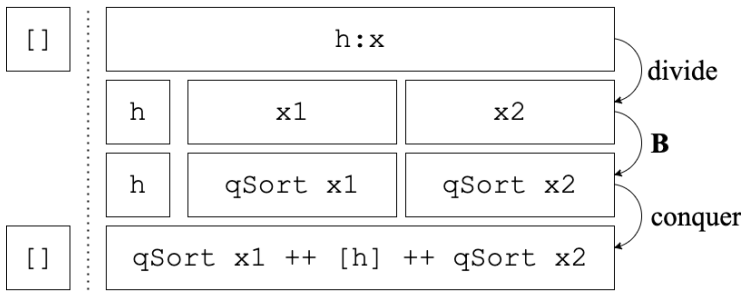 [] h:x
divide
h x1 x2
B
h qSort x1 qSort x2
conquer
[] qSort x1 ++ [h] ++ qSort x2